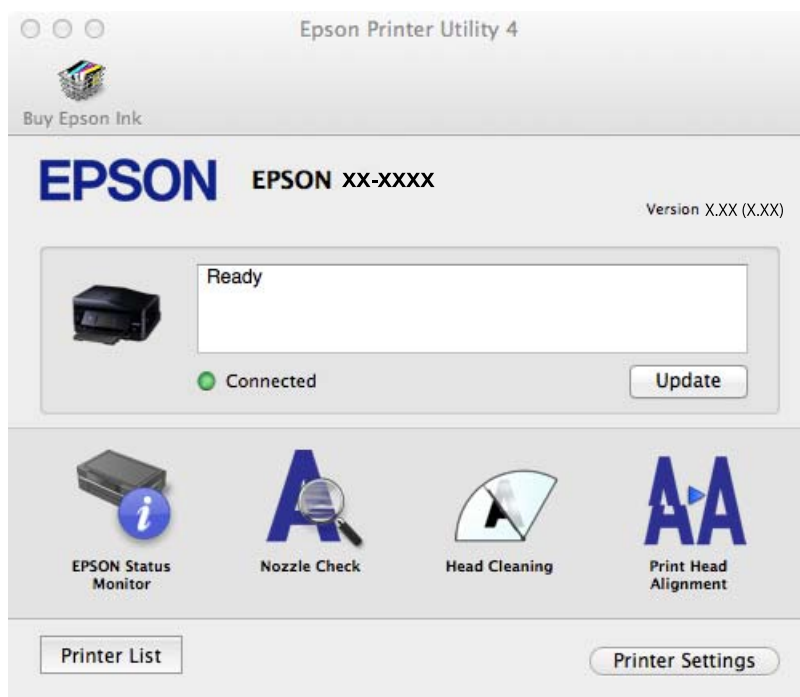 Epson Printer Utility 4
Buy Epson Ink
EPSON EPSON XX-XXXX
Version X.XX (X.XX)
Ready
Connected
Update
EPSON Status
Monitor
Nozzle Check
Head Cleaning
Print Head
Alignment
Printer List
Printer Settings